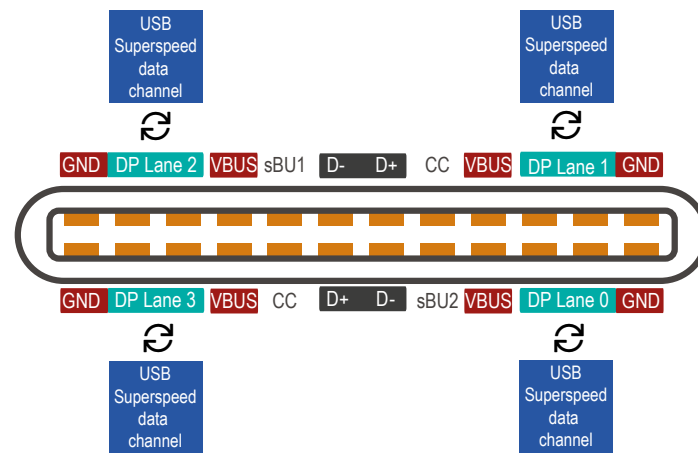 USB
Superspeed
data
channel
USB
Superspeed
data
channel
GND DP Lane 2 VBUS sBU1 D- D+ CC VBUS DP Lane 1 GND
GND DP Lane 3 VBUS CC D+ D- sBU2 VBUS DP Lane 0 GND
USB
Superspeed
data
channel
USB
Superspeed
data
channel